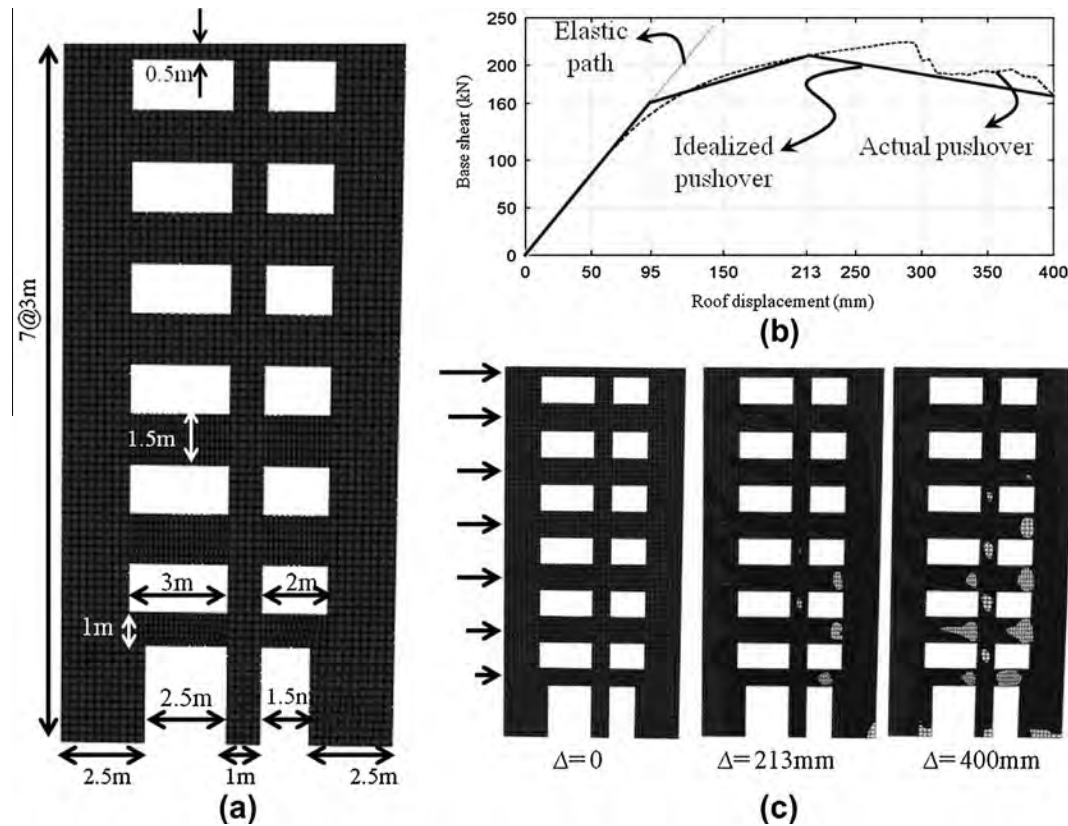 0.5m
7@3m
1.5m
3m
2m
1m
2.5m
1.5n
2.5m
1m
2.5m
(a)
250
200
160
100
50
0
Base shear (kN)
Elastic
path
Idealized
pushover
Actual pushover
0 50 95 150 213 250 300 350 400
Roof displacement (mm)
(b)
Δ=0
Δ=213mm
Δ=400mm
(c)